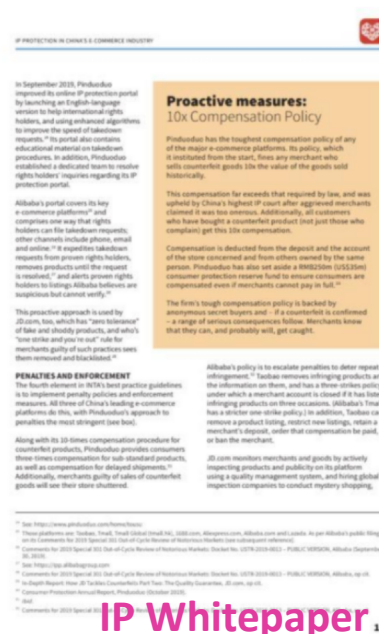 IP PROTECTION IN CHINA'S E-COMMERCE INDUSTRY
In September 2019, Pinduoduo
improved its online IP protection portal
by launching an English-language
version to help international rights
holders, and using enhanced algorithms
to improve the speed of takedown
requests. Its portal also contains
educational material on takedown
procedures. In addition, Pinduoduo
established a dedicated team to resolve
rights holders' inquiries regarding its IP
protection portal.
Alibaba's portal covers its key
e-commerce platforms and
comprises one way that rights
holders can file takedown requests;
other channels include phone, email
and online. It expedites takedown
requests from proven rights holders,
removes products until the request
is resolved, and alerts proven rights
holders to listings Alibaba believes are
suspicious but cannot verify.
This proactive approach is used by
JD.com, too, which has "zero tolerance"
of fake and shoddy products, and who's
"one strike and you're out" rule for
merchants guilty of such practices sees
them removed and blacklisted.
PENALTIES AND ENFORCEMENT
The fourth element in INTA's best practice guidelines
is to implement penalty policies and enforcement
measures. All three of China's leading e-commerce
platforms do this, with Pinduoduo's approach to
penalties the most stringent (see box).
Along with its 10-times compensation procedure for
counterfeit products, Pinduoduo provides consumers
three-times compensation for sub-standard products,
as well as compensation for delayed shipments.
Additionally, merchants guilty of sales of counterfeit
goods will see their store shuttered.
Proactive measures:
10x Compensation Policy
Pinduoduo has the toughest compensation policy of any
of the major e-commerce platforms. Its policy, which
it instituted from the start, fines any merchant who
sells counterfeit goods 10x the value of the goods sold
historically.
This compensation far exceeds that required by law, and was
upheld by China's highest IP court after aggrieved merchants
claimed it was too onerous. Additionally, all customers
who have bought a counterfeit product (not just those who
complain) get this 10x compensation.
Compensation is deducted from the deposit and the account
of the store concerned and from others owned by the same
person. Pinduoduo has also set aside a RMB250m (US$35m)
consumer protection reserve fund to ensure consumers are
compensated even if merchants cannot pay in full.
The firm's tough compensation policy is backed by
anonymous secret buyers and – if a counterfeit is confirmed
– a range of serious consequences follow. Merchants know
that they can, and probably will, get caught.
Alibaba's policy is to escalate penalties to deter repeat
infringement. Taobao removes infringing products an
the information on them, and has a three-strikes policy
under which a merchant account is closed if it has listed
infringing products on three occasions. (Alibaba's Tmal
has a stricter one-strike policy.) In addition, Taobao can
remove a product listing, restrict new listings, retain a
merchant's deposit, order that compensation be paid,
or ban the merchant.
JD.com monitors merchants and goods by actively
inspecting products and publicity on its platform
using a quality management system, and hiring global
inspection companies to conduct mystery shopping,
IP Whitepaper
1